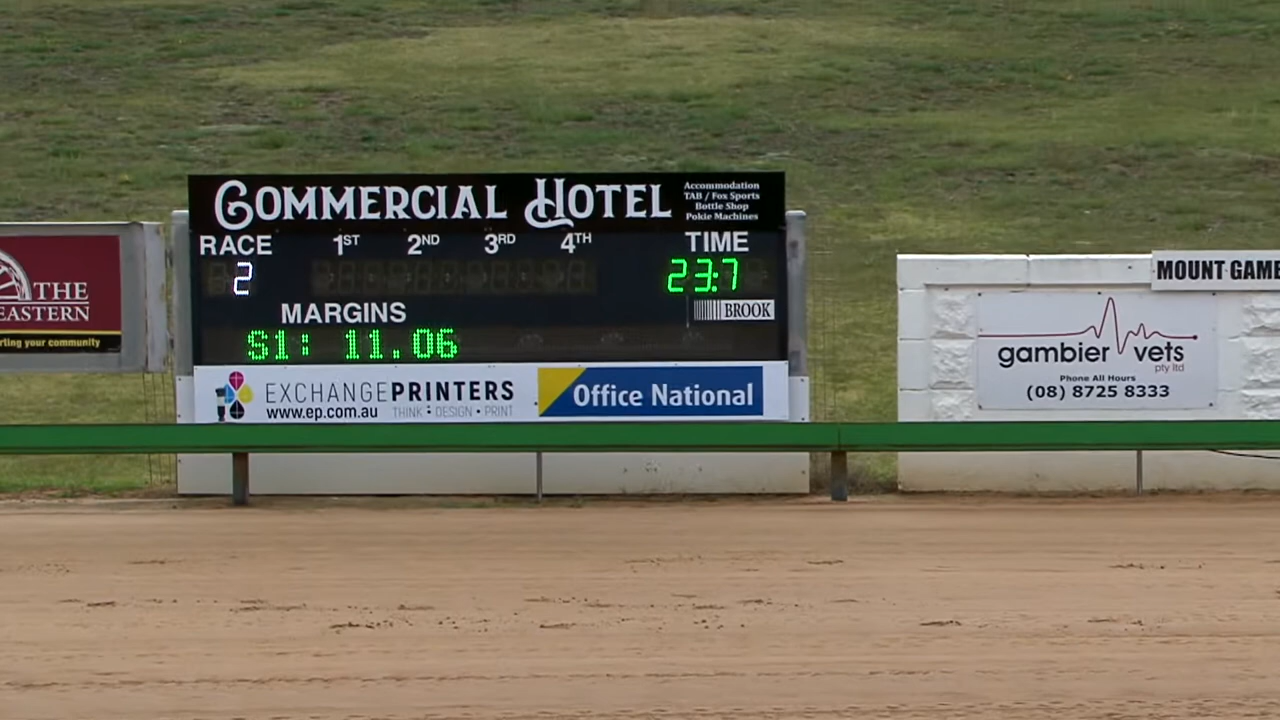 COMMERCIAL HOTEL
Accommodation
TAB / Fox Sports
Bottle Shop
Pokie Machines
RACE 1ST 2ND 3RD 4TH TIME
2 23:7
MARGINS
BROOK
S1: 11.06
EXCHANGEPRINTERS
www.ep.com.au THINK : DESIGN • PRINT
Office National
THE
EASTERN
rting your community
MOUNT GAMB
gambier vets
pty ltd
Phone All Hours
(08) 8725 8333